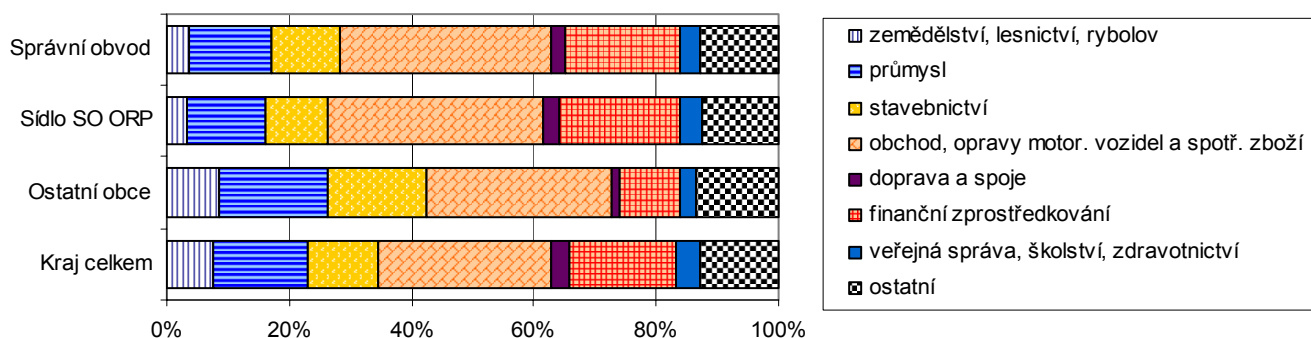 Správní obvod
Sídlo SO ORP
Ostatní obce
Kraj celkem
0% 20% 40% 60% 80% 100%
zemědělství, lesnictví, rybolov
průmysl
stavebnictví
obchod, opravy motor. vozidel a spotř. zboží
doprava a spoje
finanční zprostředkování
veřejná správa, školství, zdravotnictví
ostatní